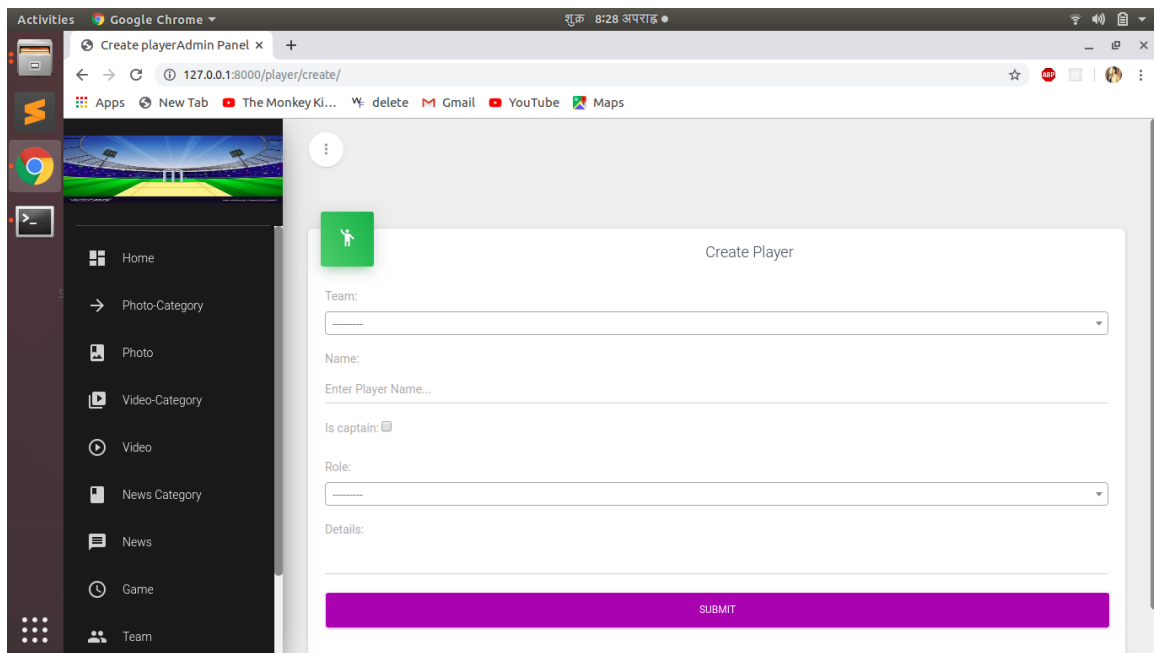 Activities Google Chrome शुक्र 8:28 अपराह्न
Create playerAdmin Panel
127.0.0.1:8000/player/create/
ABP
Apps New Tab The Monkey Ki... delete Gmail YouTube Maps
Create Player
Home
Photo-Category
Photo
Video-Category
Video
News Category
News
Game
Team
Team:
---------
Name:
Enter Player Name...
Is captain:
Role:
---------
Details:
SUBMIT